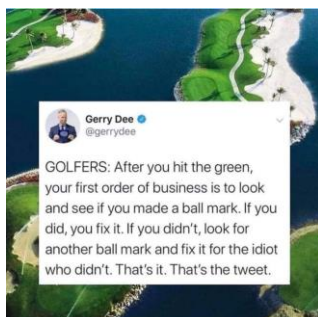 Gerry Dee
@gerrydee
GOLFERS: After you hit the green,
your first order of business is to look
and see if you made a ball mark. If you
did, you fix it. If you didn't, look for
another ball mark and fix it for the idiot
who didn't. That's it. That's the tweet.